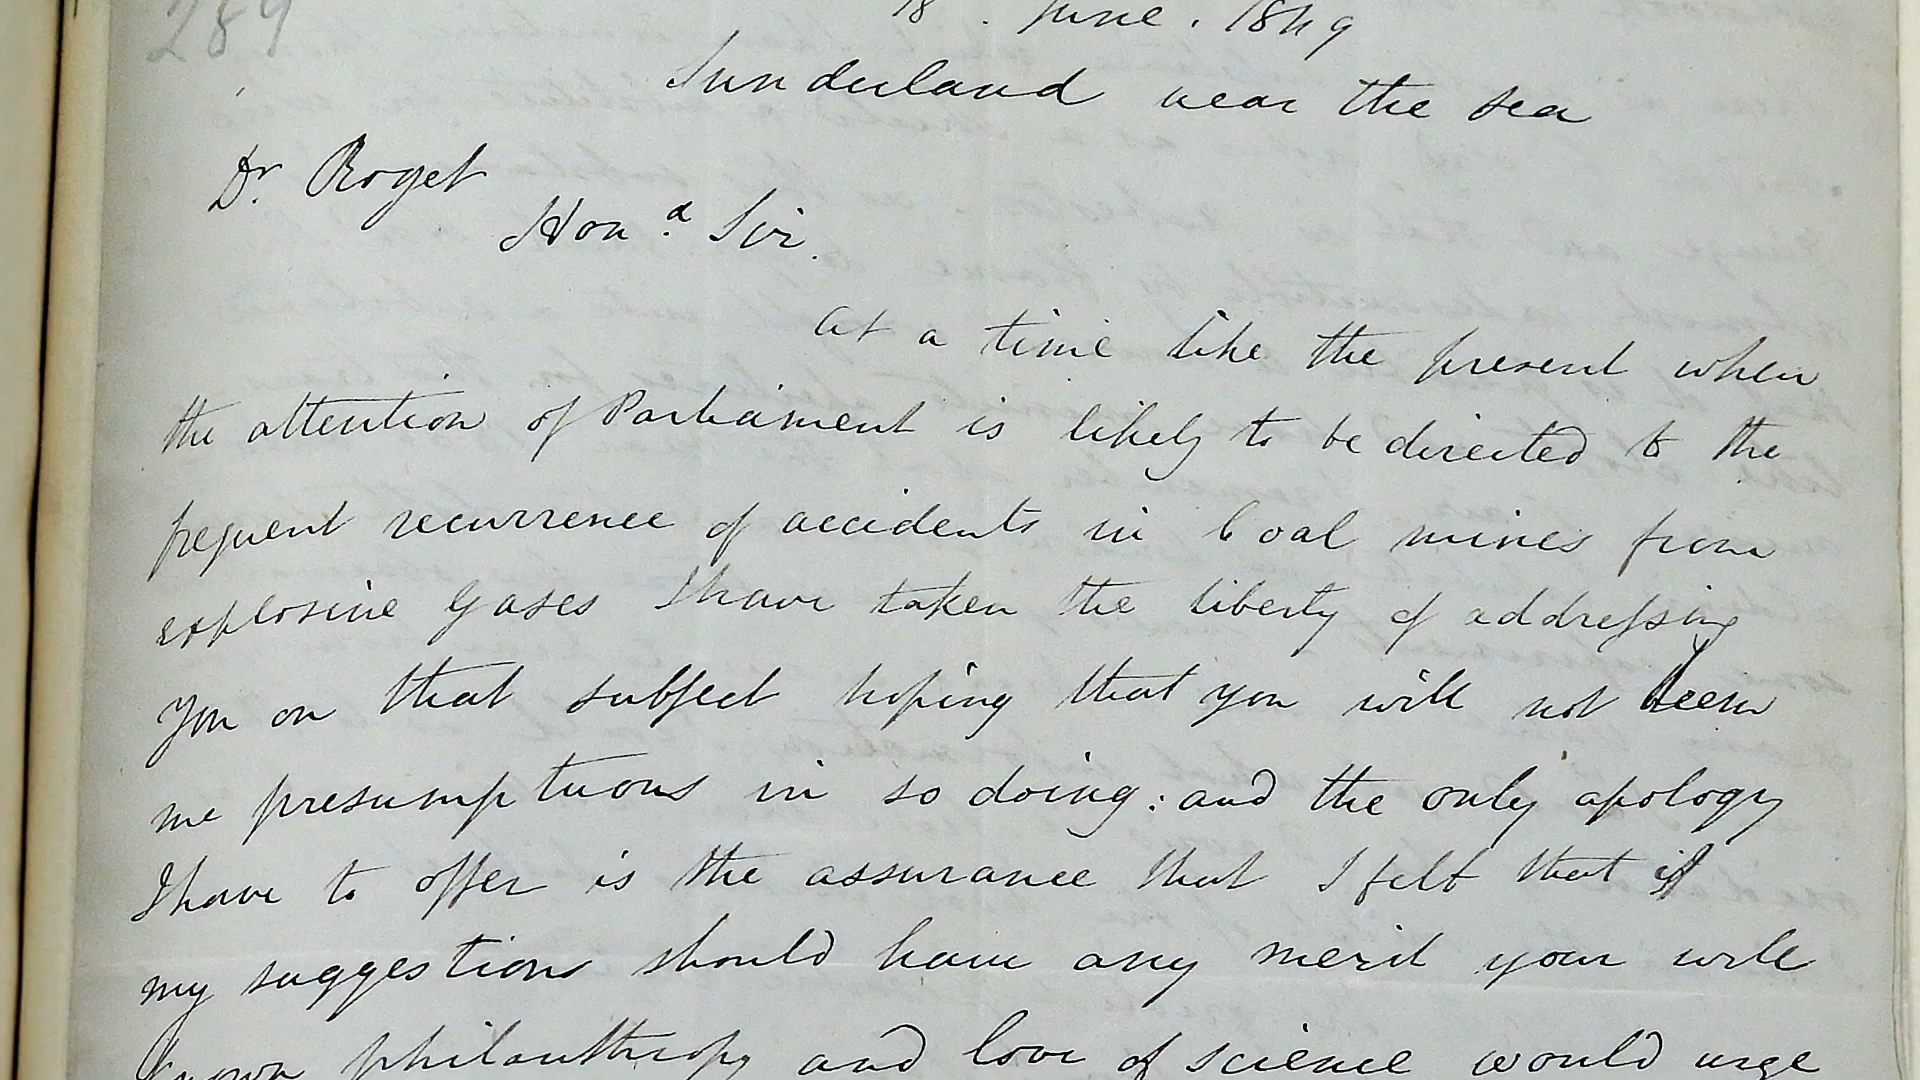 289
18 . June . 1849
Sunderland near the sea
Dr. Roget
Hond. Sir.
At a time like the present when
the attention of Parliament is likely to be directed to the
frequent recurrence of accidents in Coal mines from
explosive Gases I have taken the liberty of addressing
you on that subject hoping that you will not deem
me presumptuous in so doing: and the only apology
I have to offer is the assurance that I felt that if
my suggestions should have any merit your well
known philanthropy and love of science would urge